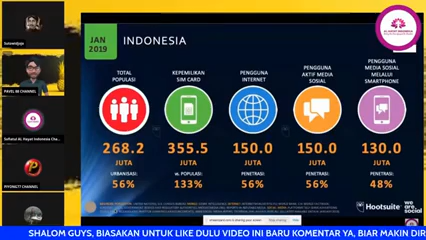 JAN
2019
INDONESIA
TOTAL
POPULASI
KEPEMILIKAN
SIM CARD
PENGGUNA
INTERNET
PENGGUNA
AKTIF MEDIA
SOSIAL
PENGGUNA
MEDIA SOSIAL
MELALUI
SMARTPHONE
268.2
355.5
150.0
150.0
130.0
JUTA
JUTA
JUTA
JUTA
JUTA
URBANISASI:
vs. POPULASI:
PENETRASI:
PENETRASI:
PENETRASI:
56%
133%
56%
56%
48%
Hootsuite
we
are
social
PAVEL 88 CHANNEL
SHALOM GUYS, BIASAKAN UNTUK LIKE DULU VIDEO INI BARU KOMENTAR YA, BIAR MAKIN DIR